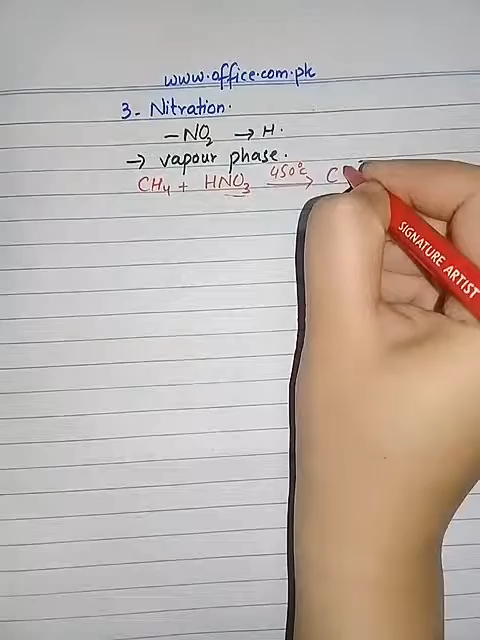 www.office.com.pk
3- Nitration.
-NO₂ → H.
→ vapour phase.
CH₄ + HNO₃ 450°c → C
SIGNATURE ARTIST